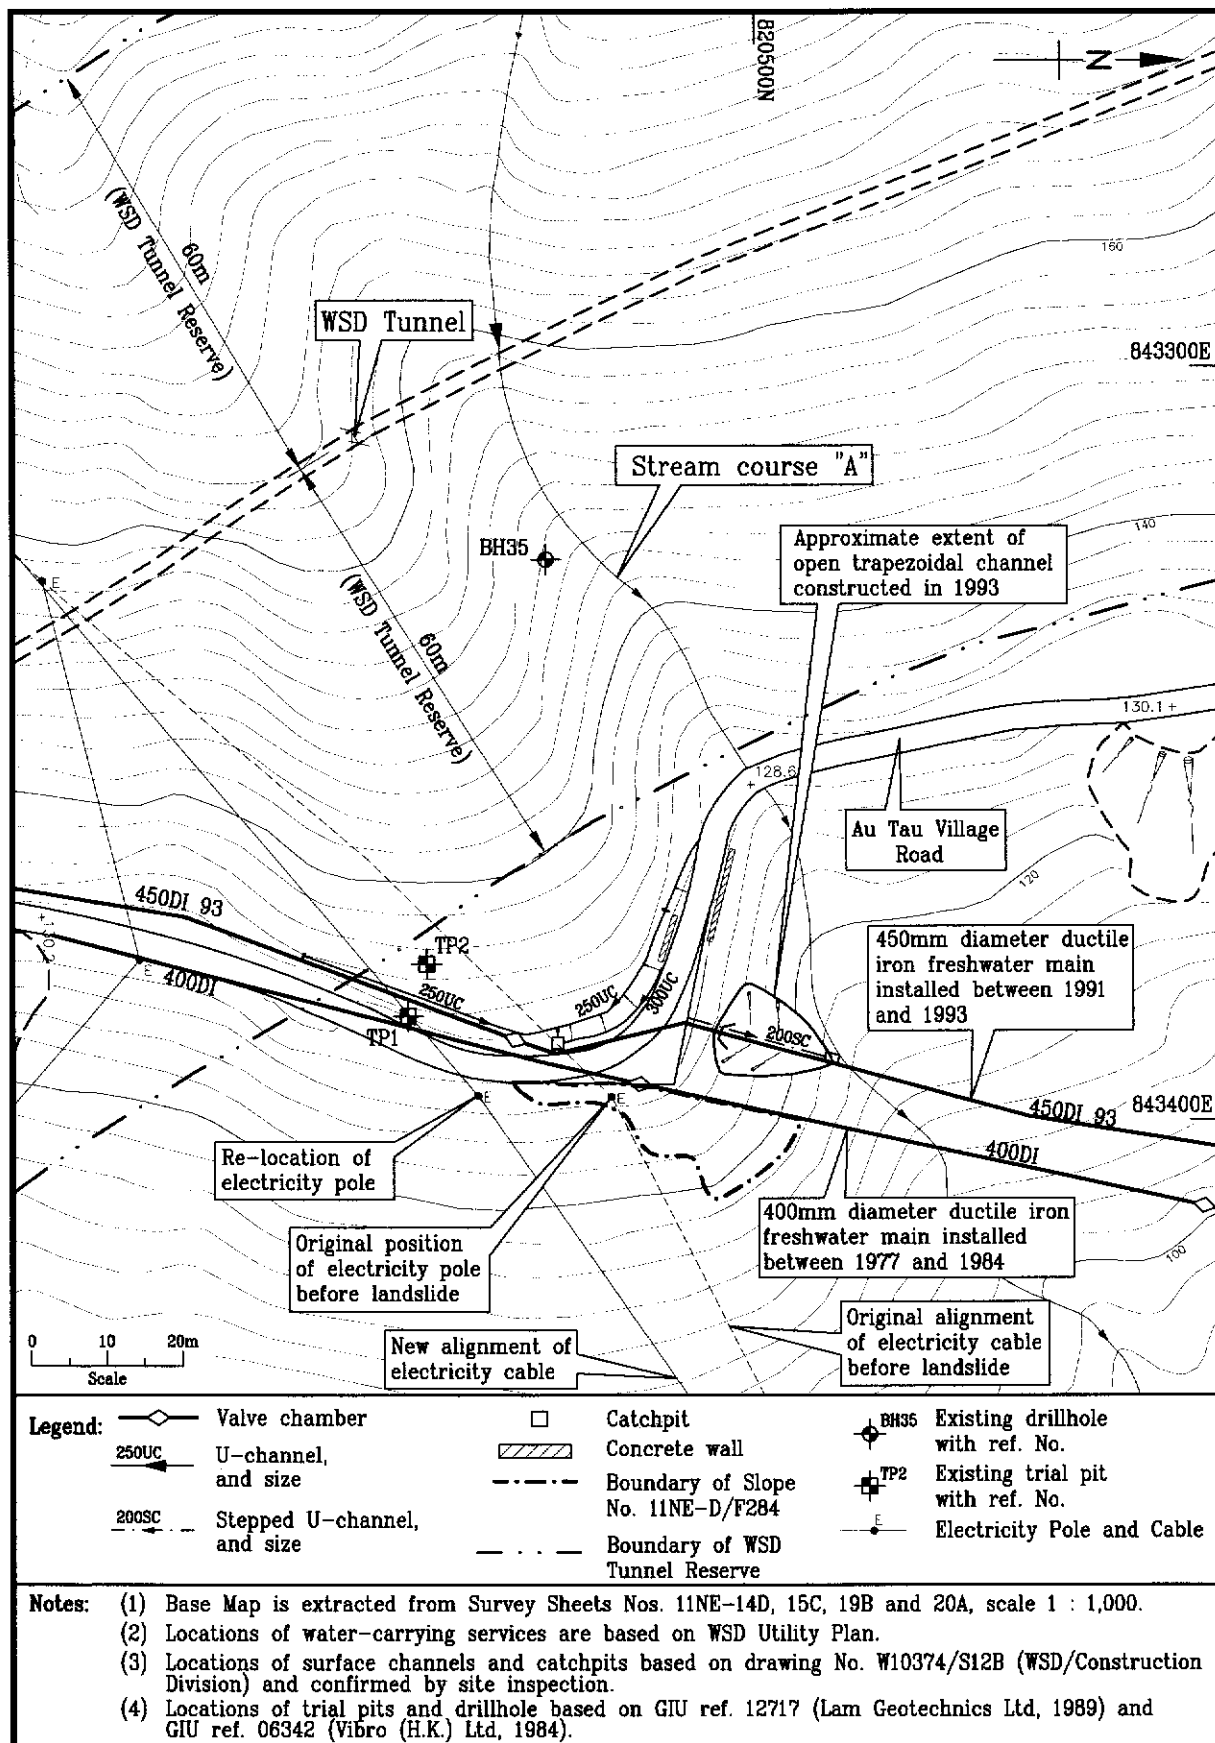 820500N
N
60m
(WSD Tunnel Reserve)
WSD Tunnel
150
843300E
Stream course "A"
BH35
Approximate extent of
open trapezoidal channel
constructed in 1993
140
E
60m
(WSD Tunnel Reserve)
130.1 +
128.6
+
Au Tau Village
Road
120
450DI 93
+
130.2
TP2
400DI
E
250UC
TP1
250UC
300UC
200SC
450mm diameter ductile
iron freshwater main
installed between 1991
and 1993
E
E
450DI 93
843400E
400DI
Re-location of
electricity pole
Original position
of electricity pole
before landslide
400mm diameter ductile iron
freshwater main installed
between 1977 and 1984
100
0 10 20m
Scale
New alignment of
electricity cable
Original alignment
of electricity cable
before landslide
Legend:
Valve chamber
250UC
U-channel,
and size
200SC
Stepped U-channel,
and size
Catchpit
Concrete wall
Boundary of Slope
No. 11NE-D/F284
Boundary of WSD
Tunnel Reserve
BH35
Existing drillhole
with ref. No.
TP2
Existing trial pit
with ref. No.
E
Electricity Pole and Cable
Notes: (1) Base Map is extracted from Survey Sheets Nos. 11NE-14D, 15C, 19B and 20A, scale 1 : 1,000.
(2) Locations of water-carrying services are based on WSD Utility Plan.
(3) Locations of surface channels and catchpits based on drawing No. W10374/S12B (WSD/Construction
Division) and confirmed by site inspection.
(4) Locations of trial pits and drillhole based on GIU ref. 12717 (Lam Geotechnics Ltd, 1989) and
GIU ref. 06342 (Vibro (H.K.) Ltd, 1984).